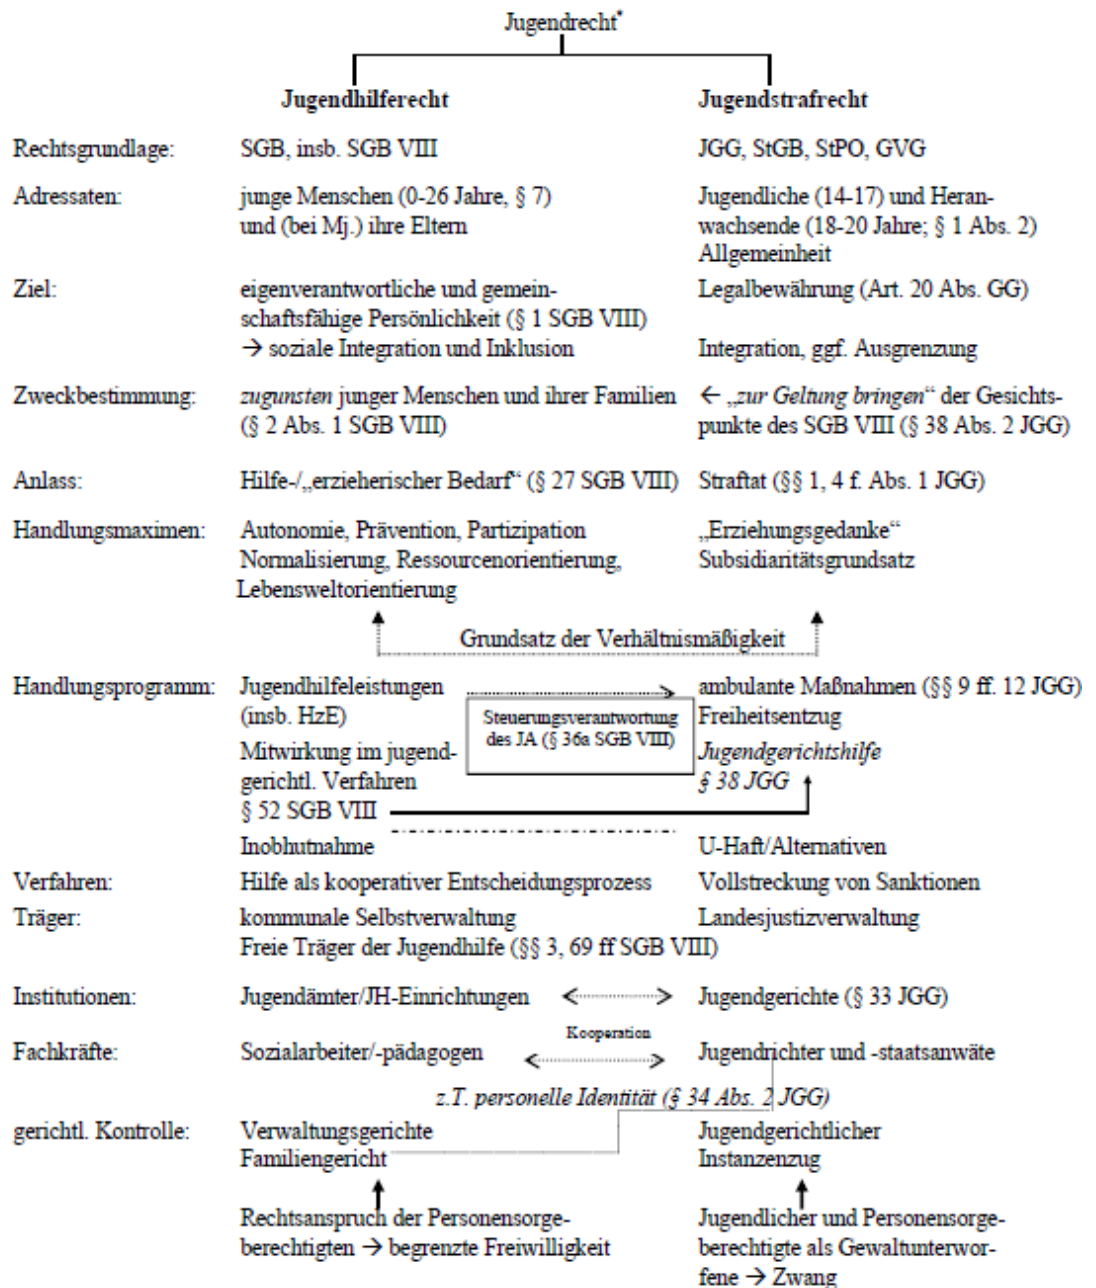 Jugendrecht*
Jugendhilferecht Jugendstrafrecht
Rechtsgrundlage: SGB, insb. SGB VIII JGG, StGB, StPO, GVG
Adressaten: junge Menschen (0-26 Jahre, § 7) Jugendliche (14-17) und Heran-
und (bei Mj.) ihre Eltern wachsende (18-20 Jahre; § 1 Abs. 2)
Allgemeinheit
Ziel: eigenverantwortliche und gemein- Legalbewährung (Art. 20 Abs. GG)
schaftsfähige Persönlichkeit (§ 1 SGB VIII)
→ soziale Integration und Inklusion Integration, ggf. Ausgrenzung
Zweckbestimmung: zugunsten junger Menschen und ihrer Familien ← „zur Geltung bringen“ der Gesichts-
(§ 2 Abs. 1 SGB VIII) punkte des SGB VIII (§ 38 Abs. 2 JGG)
Anlass: Hilfe-/„erzieherischer Bedarf“ (§ 27 SGB VIII) Straftat (§§ 1, 4 f. Abs. 1 JGG)
Handlungsmaximen: Autonomie, Prävention, Partizipation „Erziehungsgedanke“
Normalisierung, Ressourcenorientierung, Subsidiaritätsgrundsatz
Lebensweltorientierung
Grundsatz der Verhältnismäßigkeit
Handlungsprogramm: Jugendhilfeleistungen ambulante Maßnahmen (§§ 9 ff. 12 JGG)
(insb. HzE) Steuerungsverantwortung Freiheitsentzug
des JA (§ 36a SGB VIII)
Mitwirkung im jugend- Jugendgerichtshilfe
gerichtl. Verfahren § 38 JGG
§ 52 SGB VIII
Inobhutnahme U-Haft/Alternativen
Verfahren: Hilfe als kooperativer Entscheidungsprozess Vollstreckung von Sanktionen
Träger: kommunale Selbstverwaltung Landesjustizverwaltung
Freie Träger der Jugendhilfe (§§ 3, 69 ff SGB VIII)
Institutionen: Jugendämter/JH-Einrichtungen Jugendgerichte (§ 33 JGG)
Kooperation
Fachkräfte: Sozialarbeiter/-pädagogen Jugendrichter und -staatsanwäte
z.T. personelle Identität (§ 34 Abs. 2 JGG)
gerichtl. Kontrolle: Verwaltungsgerichte Jugendgerichtlicher
Familiengericht Instanzenzug
Rechtsanspruch der Personensorge- Jugendlicher und Personensorge-
berechtigten → begrenzte Freiwilligkeit berechtigte als Gewaltunterwor-
fene → Zwang